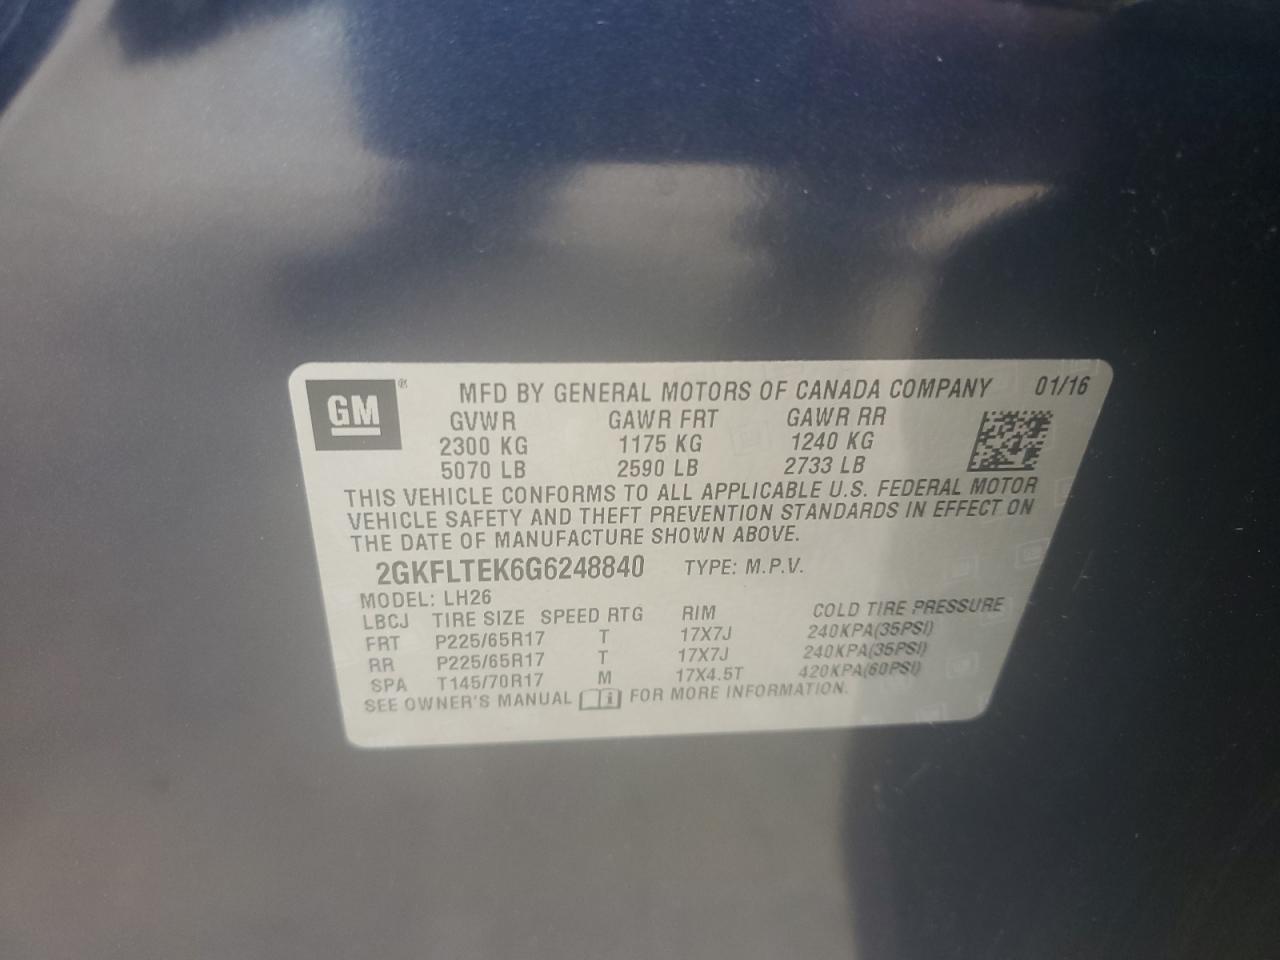 GM ® MFD BY GENERAL MOTORS OF CANADA COMPANY 01/16
GVWR GAWR FRT GAWR RR
2300 KG 1175 KG 1240 KG
5070 LB 2590 LB 2733 LB
THIS VEHICLE CONFORMS TO ALL APPLICABLE U.S. FEDERAL MOTOR
VEHICLE SAFETY AND THEFT PREVENTION STANDARDS IN EFFECT ON
THE DATE OF MANUFACTURE SHOWN ABOVE.
2GKFLTEK6G6248840 TYPE: M.P.V.
MODEL: LH26
LBCJ TIRE SIZE SPEED RTG RIM COLD TIRE PRESSURE
FRT P225/65R17 T 17X7J 240KPA(35PSI)
RR P225/65R17 T 17X7J 240KPA(35PSI)
SPA T145/70R17 M 17X4.5T 420KPA(60PSI)
SEE OWNER'S MANUAL i FOR MORE INFORMATION.